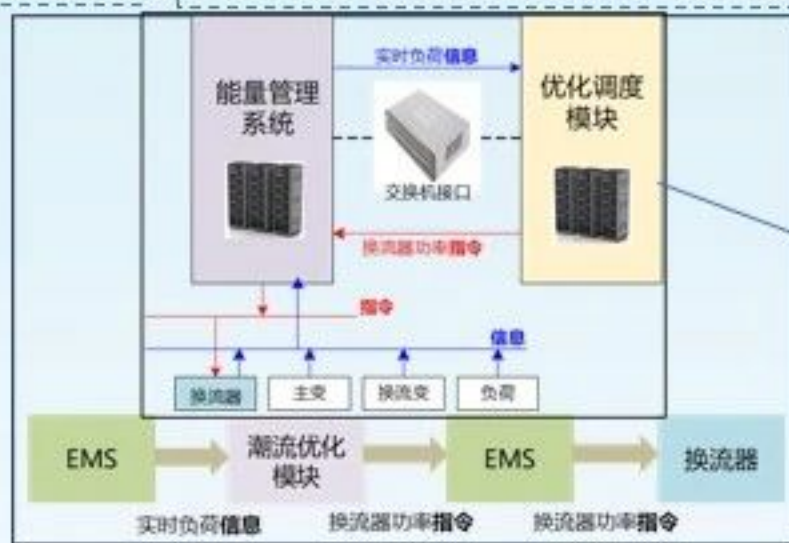 能量管理
系统
实时负荷信息
优化调度
模块
交换机接口
换流器功率指令
指令
信息
换流器
主变
换流变
负荷
EMS
潮流优化
模块
EMS
换流器
实时负荷信息
换流器功率指令
换流器功率指令